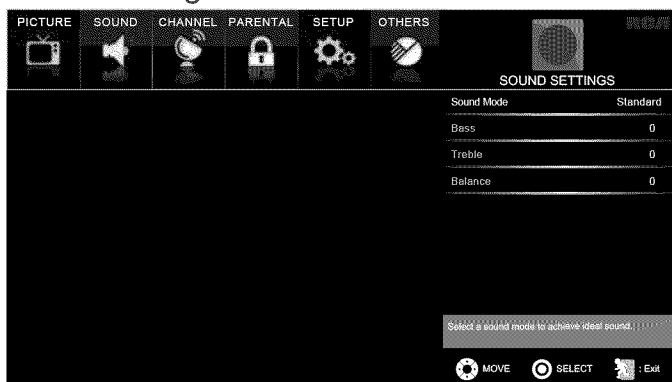 PICTURE SOUND CHANNEL PARENTAL SETUP OTHERS
RCA
SOUND SETTINGS
Sound Mode Standard
Bass 0
Treble 0
Balance 0
Select a sound mode to achieve ideal sound.
MOVE SELECT : Exit